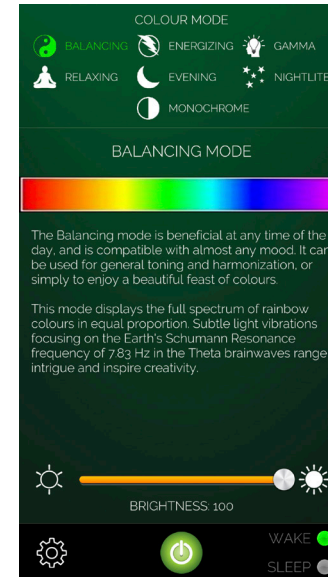 COLOUR MODE
BALANCING ENERGIZING GAMMA
RELAXING EVENING NIGHTLITE
MONOCHROME
BALANCING MODE
The Balancing mode is beneficial at any time of the
day, and is compatible with almost any mood. It can
be used for general toning and harmonization, or
simply to enjoy a beautiful feast of colours.
This mode displays the full spectrum of rainbow
colours in equal proportion. Subtle light vibrations
focusing on the Earth's Schumann Resonance
frequency of 7.83 Hz in the Theta brainwaves range
intrigue and inspire creativity.
BRIGHTNESS: 100
WAKE
SLEEP